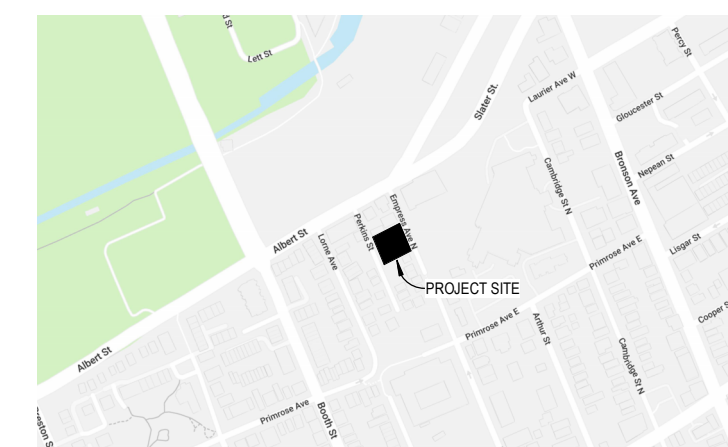 d St
Lett St
Percy St
Slater St.
Laurier Ave W
Gloucester St
Nepean St
Bronson Ave
Cambridge St N
Empress Ave N
Perkins St
Albert St
Lorne Ave
Lisgar St
Primrose Ave E
PROJECT SITE
Cooper S
Primrose Ave E
Arthur St
Cambridge St N
Albert St
Primrose Ave
Booth St
reston S